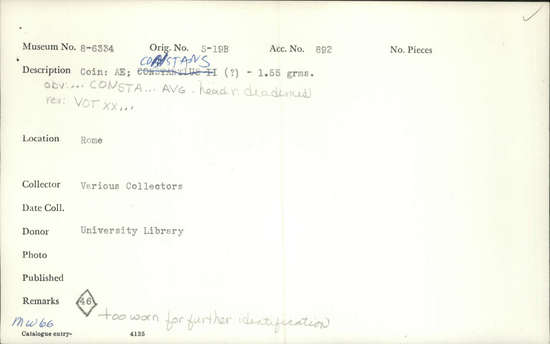 Museum No. 8-6334 Orig. No. S-19B Acc. No. 892 No. Pieces
CONSTANS
Description Coin: AE; CONSTANTIUS II (?) - 1.55 grms.
obv: ... CONSTA... AVG. head r. diademed
rev: VOT XX...
Location Rome
Collector Various Collectors
Date Coll.
Donor University Library
Photo
Published
Remarks 46
too worn for further identification
MW66
Catalogue entry- 4135